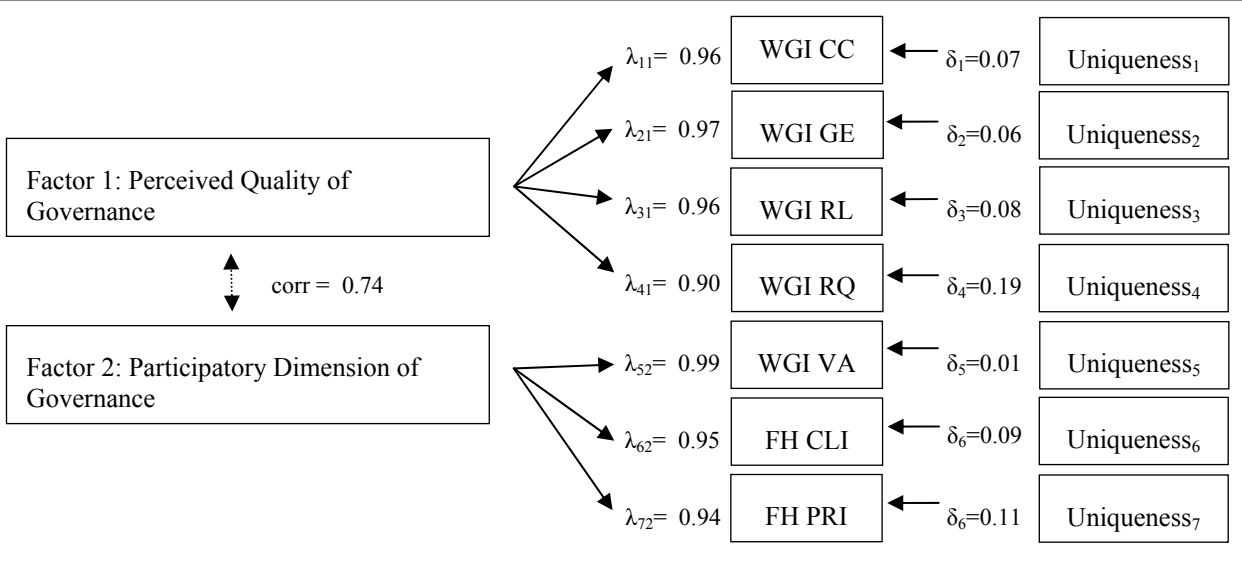 λ11= 0.96 WGI CC δ1=0.07 Uniqueness1
λ21= 0.97 WGI GE δ2=0.06 Uniqueness2
Factor 1: Perceived Quality of
Governance
λ31= 0.96 WGI RL δ3=0.08 Uniqueness3
λ41= 0.90 WGI RQ δ4=0.19 Uniqueness4
corr = 0.74
Factor 2: Participatory Dimension of
Governance
λ52= 0.99 WGI VA δ5=0.01 Uniqueness5
λ62= 0.95 FH CLI δ6=0.09 Uniqueness6
λ72= 0.94 FH PRI δ6=0.11 Uniqueness7